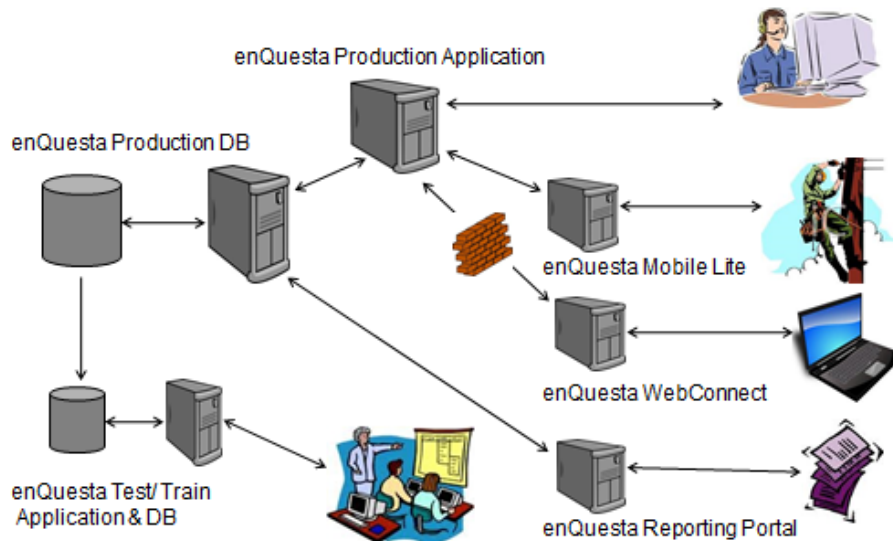 enQuesta Production Application
enQuesta Production DB
enQuesta Mobile Lite
enQuesta WebConnect
enQuesta Test/ Train
Application & DB
enQuesta Reporting Portal